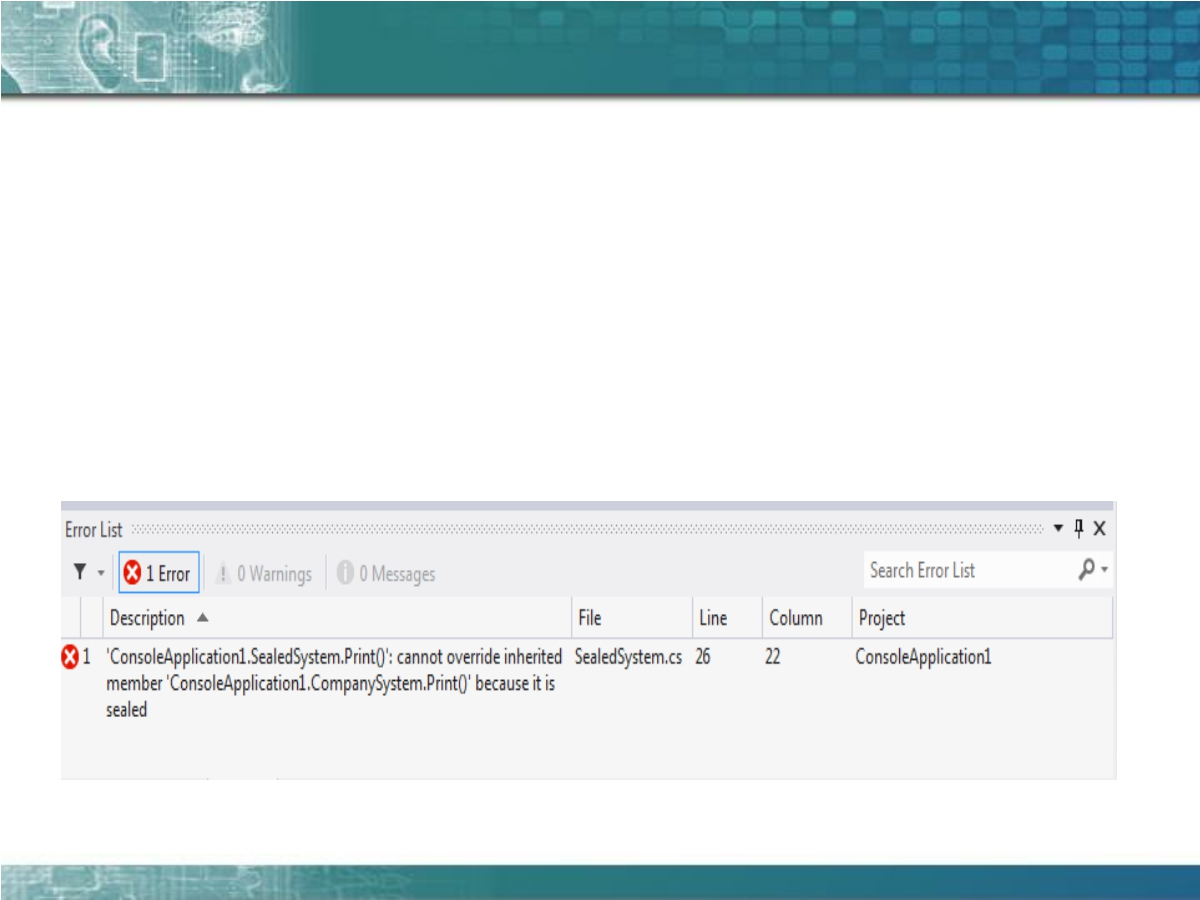 Error List
1 Error 0 Warnings 0 Messages Search Error List
Description File Line Column Project
1 'ConsoleApplication1.SealedSystem.Print()': cannot override inherited SealedSystem.cs 26 22 ConsoleApplication1
member 'ConsoleApplication1.CompanySystem.Print()' because it is
sealed